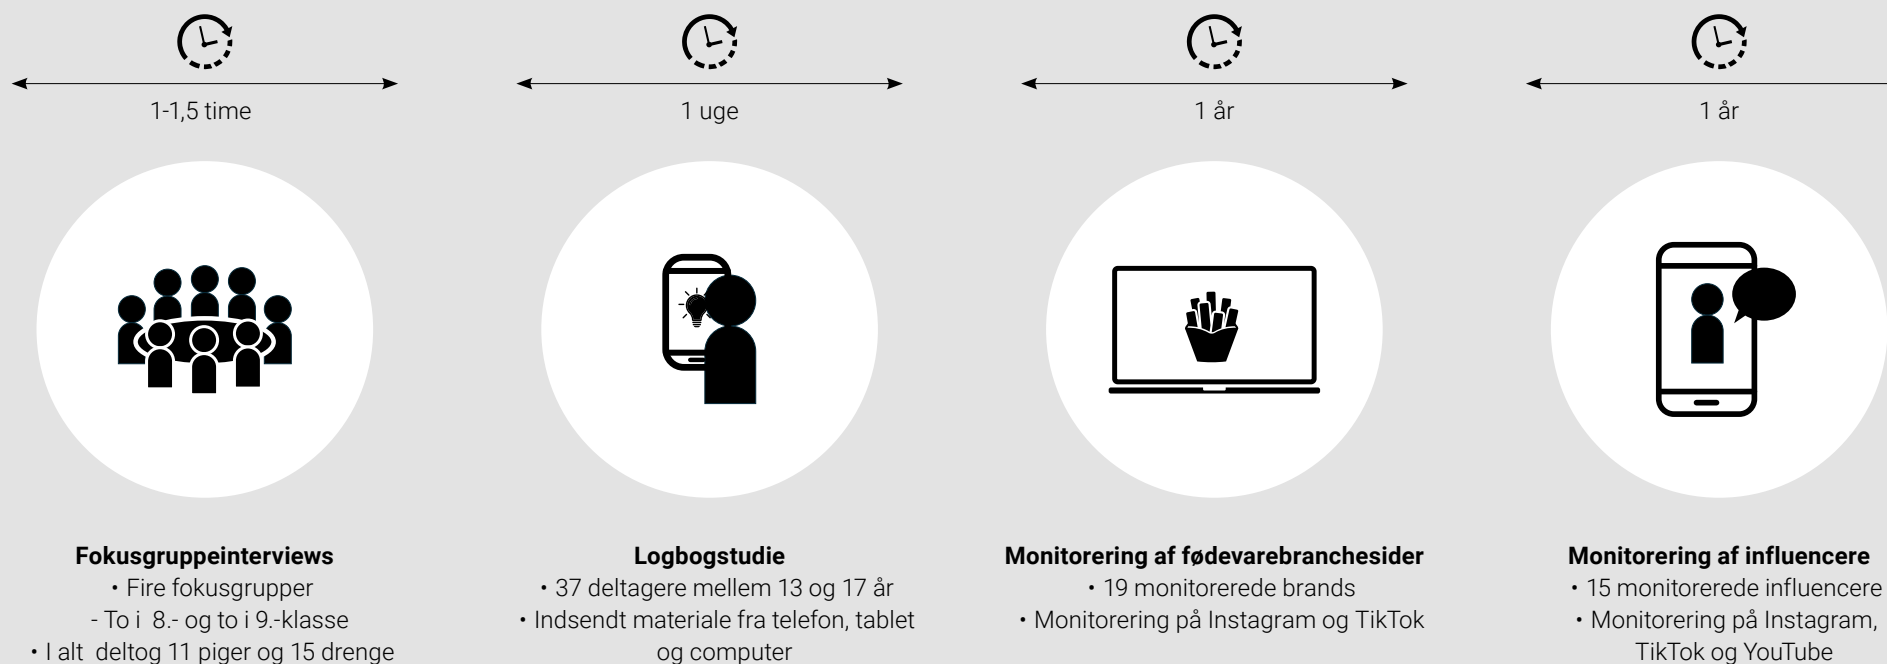 1-1,5 time
Fokusgruppeinterviews
• Fire fokusgrupper
- To i 8.- og to i 9.-klasse
• I alt deltog 11 piger og 15 drenge
1 uge
Logbogstudie
• 37 deltagere mellem 13 og 17 år
• Indsendt materiale fra telefon, tablet
og computer
1 år
Monitorering af fødevarebranchesider
• 19 monitorerede brands
• Monitorering på Instagram og TikTok
1 år
Monitorering af influencere
• 15 monitorerede influencere
• Monitorering på Instagram,
TikTok og YouTube